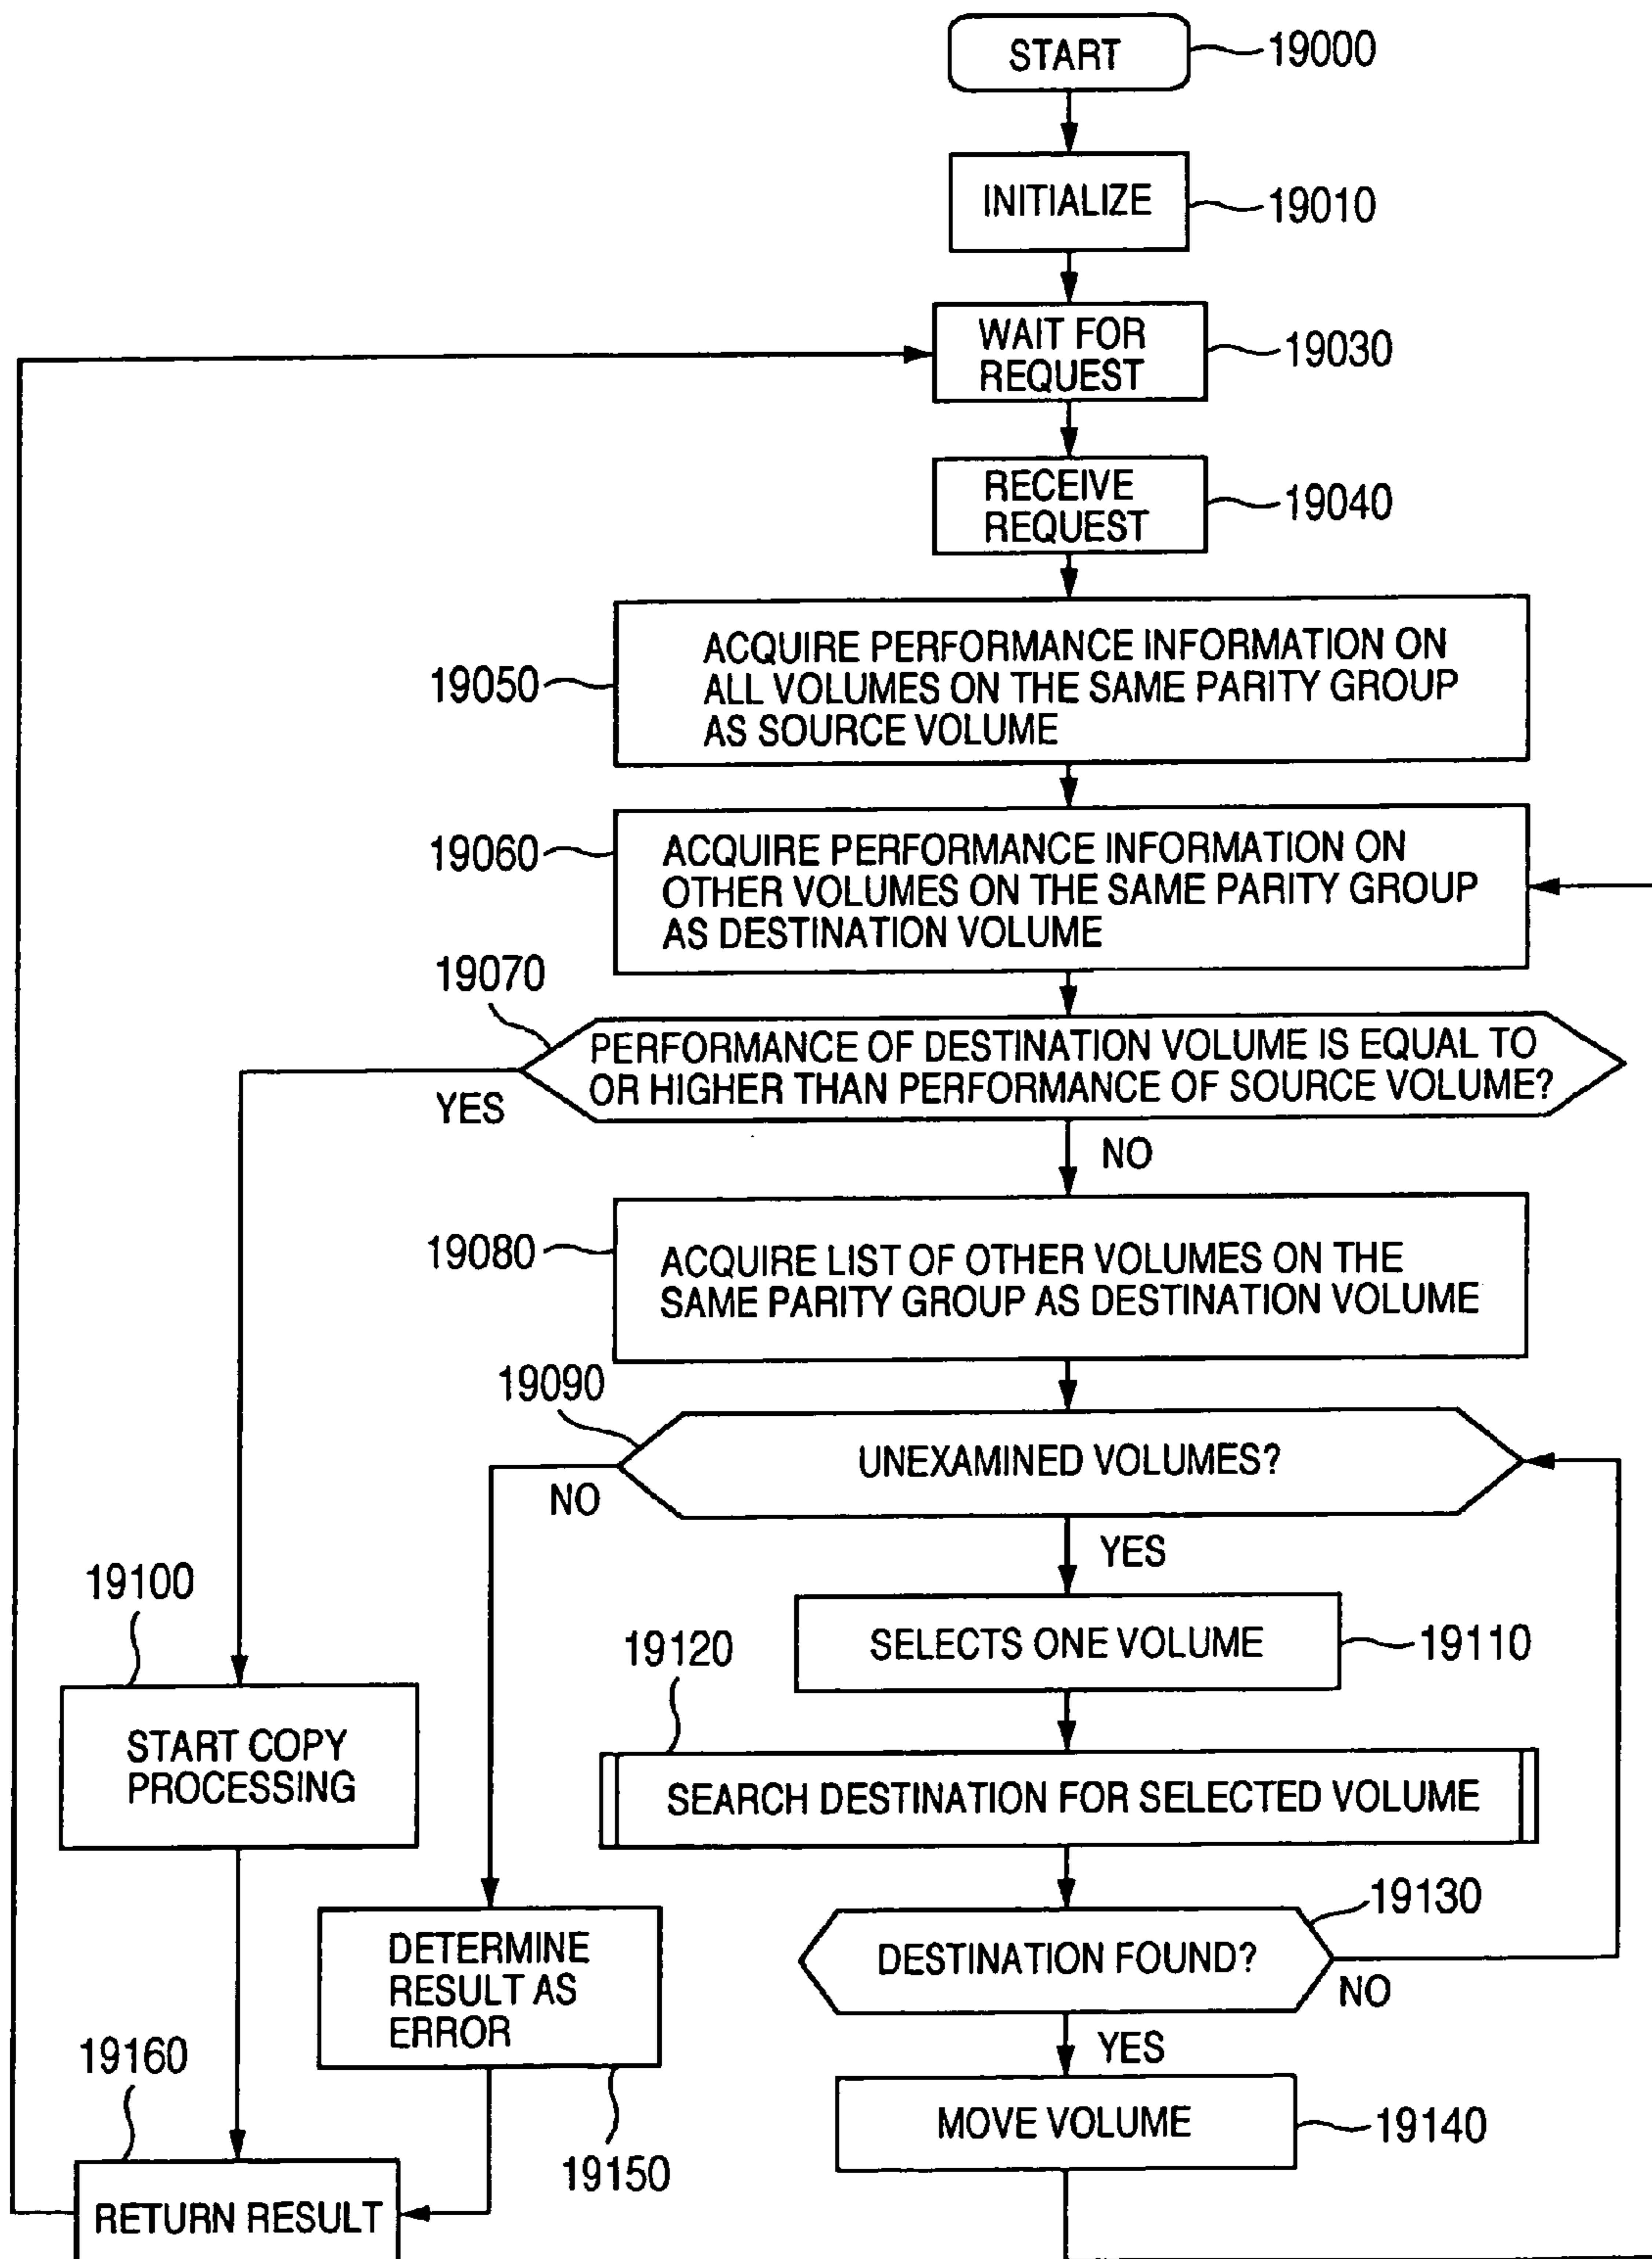 START
19000
INITIALIZE
19010
WAIT FOR
REQUEST
19030
RECEIVE
REQUEST
19040
19050
ACQUIRE PERFORMANCE INFORMATION ON
ALL VOLUMES ON THE SAME PARITY GROUP
AS SOURCE VOLUME
19060
ACQUIRE PERFORMANCE INFORMATION ON
OTHER VOLUMES ON THE SAME PARITY GROUP
AS DESTINATION VOLUME
19070
PERFORMANCE OF DESTINATION VOLUME IS EQUAL TO
OR HIGHER THAN PERFORMANCE OF SOURCE VOLUME?
YES
NO
19080
ACQUIRE LIST OF OTHER VOLUMES ON THE
SAME PARITY GROUP AS DESTINATION VOLUME
19090
UNEXAMINED VOLUMES?
NO
YES
19100
START COPY
PROCESSING
SELECTS ONE VOLUME
19110
19120
SEARCH DESTINATION FOR SELECTED VOLUME
19130
DESTINATION FOUND?
NO
YES
DETERMINE
RESULT AS
ERROR
19150
MOVE VOLUME
19140
19160
RETURN RESULT